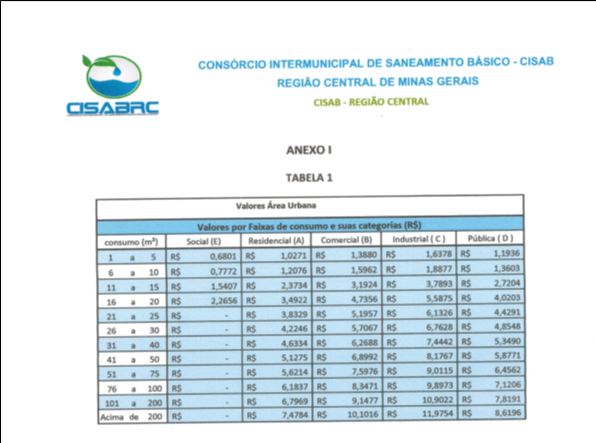 CISABRC
CONSÓRCIO INTERMUNICIPAL DE SANEAMENTO BÁSICO - CISAB
REGIÃO CENTRAL DE MINAS GERAIS
CISAB - REGIÃO CENTRAL
ANEXO I
TABELA 1
Valores Área Urbana
Valores por Faixas de consumo e suas categorias (R$)
consumo (m³) Social (E) Residencial (A) Comercial (B) Industrial ( C ) Pública ( D )
1 a 5 R$ 0,6801 R$ 1,0271 R$ 1,3880 R$ 1,6378 R$ 1,1936
6 a 10 R$ 0,7772 R$ 1,2076 R$ 1,5962 R$ 1,8877 R$ 1,3603
11 a 15 R$ 1,5407 R$ 2,3734 R$ 3,1924 R$ 3,7893 R$ 2,7204
16 a 20 R$ 2,2656 R$ 3,4922 R$ 4,7356 R$ 5,5875 R$ 4,0203
21 a 25 R$ - R$ 3,8329 R$ 5,1957 R$ 6,1326 R$ 4,4291
26 a 30 R$ - R$ 4,2246 R$ 5,7067 R$ 6,7628 R$ 4,8548
31 a 40 R$ - R$ 4,6334 R$ 6,2688 R$ 7,4442 R$ 5,3490
41 a 50 R$ - R$ 5,1275 R$ 6,8992 R$ 8,1767 R$ 5,8771
51 a 75 R$ - R$ 5,6214 R$ 7,5976 R$ 9,0115 R$ 6,4562
76 a 100 R$ - R$ 6,1837 R$ 8,3471 R$ 9,8973 R$ 7,1206
101 a 200 R$ - R$ 6,7969 R$ 9,1477 R$ 10,9022 R$ 7,8191
Acima de 200 R$ - R$ 7,4784 R$ 10,1016 R$ 11,9754 R$ 8,6196